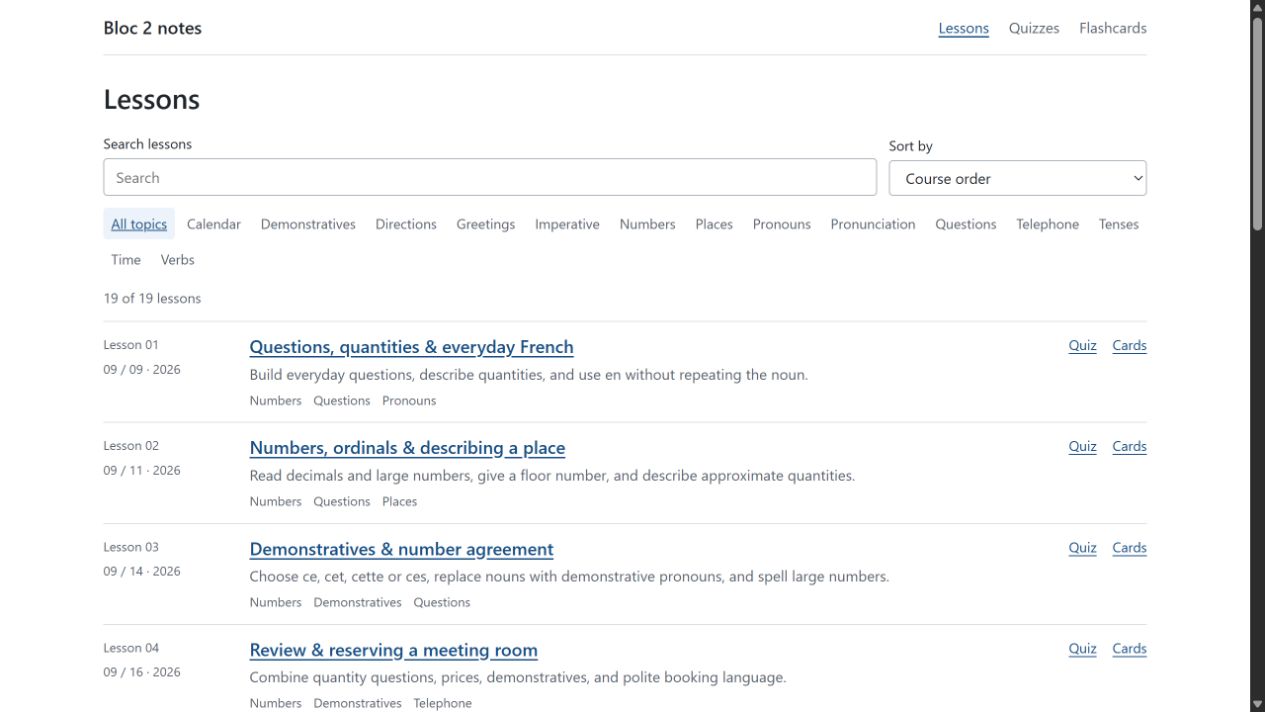 Bloc 2 notes
Lessons Quizzes Flashcards
Lessons
Search lessons
Sort by
Search
Course order
All topics Calendar Demonstratives Directions Greetings Imperative Numbers Places Pronouns Pronunciation Questions Telephone Tenses
Time Verbs
19 of 19 lessons
Lesson 01
09 / 09 · 2026
Questions, quantities & everyday French
Build everyday questions, describe quantities, and use en without repeating the noun.
Numbers Questions Pronouns
Quiz Cards
Lesson 02
09 / 11 · 2026
Numbers, ordinals & describing a place
Read decimals and large numbers, give a floor number, and describe approximate quantities.
Numbers Questions Places
Quiz Cards
Lesson 03
09 / 14 · 2026
Demonstratives & number agreement
Choose ce, cet, cette or ces, replace nouns with demonstrative pronouns, and spell large numbers.
Numbers Demonstratives Questions
Quiz Cards
Lesson 04
09 / 16 · 2026
Review & reserving a meeting room
Combine quantity questions, prices, demonstratives, and polite booking language.
Numbers Demonstratives Telephone
Quiz Cards